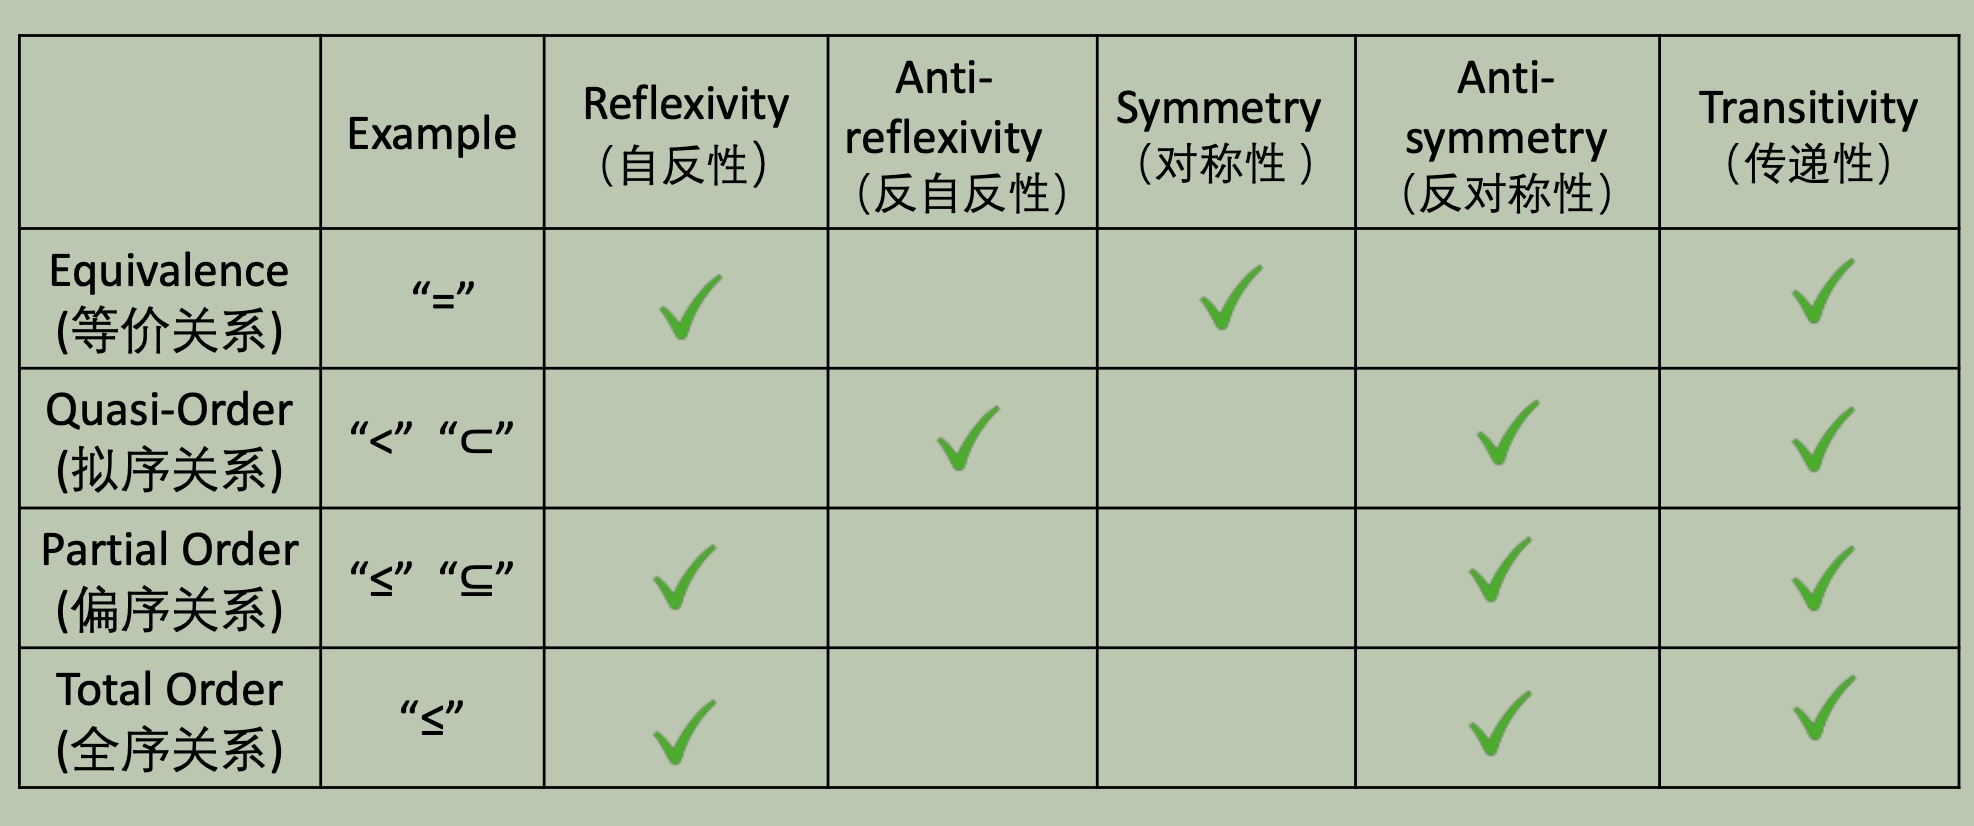 Example
Reflexivity
（自反性）
Anti-
reflexivity
（反自反性）
Symmetry
（对称性 ）
Anti-
symmetry
（反对称性）
Transitivity
（传递性）
Equivalence
(等价关系)
“=”
Quasi-Order
(拟序关系)
“<” “⊂”
Partial Order
(偏序关系)
“≤” “⊆”
Total Order
(全序关系)
“≤”